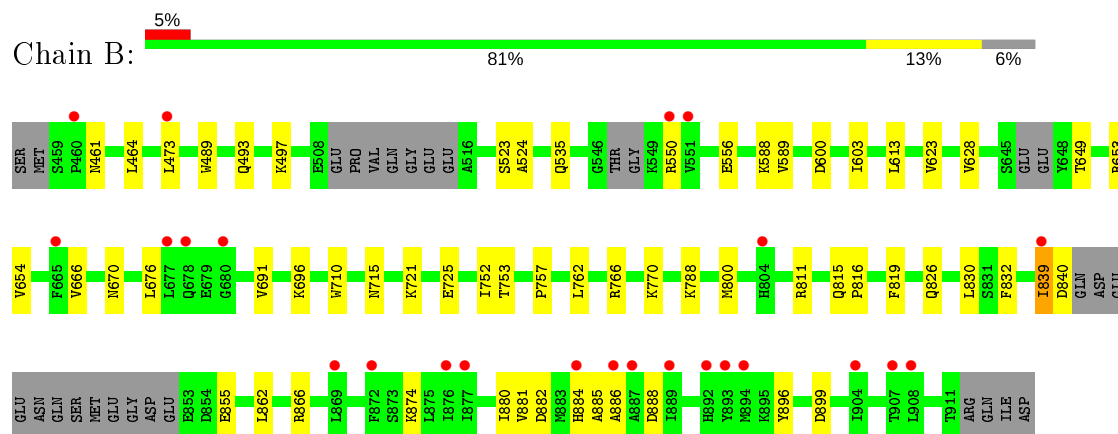 5%
Chain B:
81% 13% 6%
SER MET S459 P460 N461 L464 L473 W489 Q493 K497 E508 GLU PRO VAL GLN GLY GLU GLU A516 S523 A524 Q535 G546 THR GLY K549 R550 V551 E556 K588 V589 D600 I603 L613 V623 V628 S645 GLU GLU Y648 T649 R653
V654 F665 V666 N670 L676 L677 Q678 E679 G680 V691 K696 W710 N715 K721 E725 I752 T753 P757 L762 R766 K770 K788 M800 H804 R811 Q815 P816 F819 Q826 L830 S831 F832 I839 D840 GLN ASP GLU
GLU ASN GLN SER MET GLU GLY ASP GLU E853 D854 E855 L862 R866 L869 F872 S873 K874 L875 I876 I877 I880 V881 D882 M883 H884 A885 A886 A887 D888 I889 H892 Y893 M894 K895 Y896 D899 I904 T907 L908 T911 ARG GLN ILE ASP